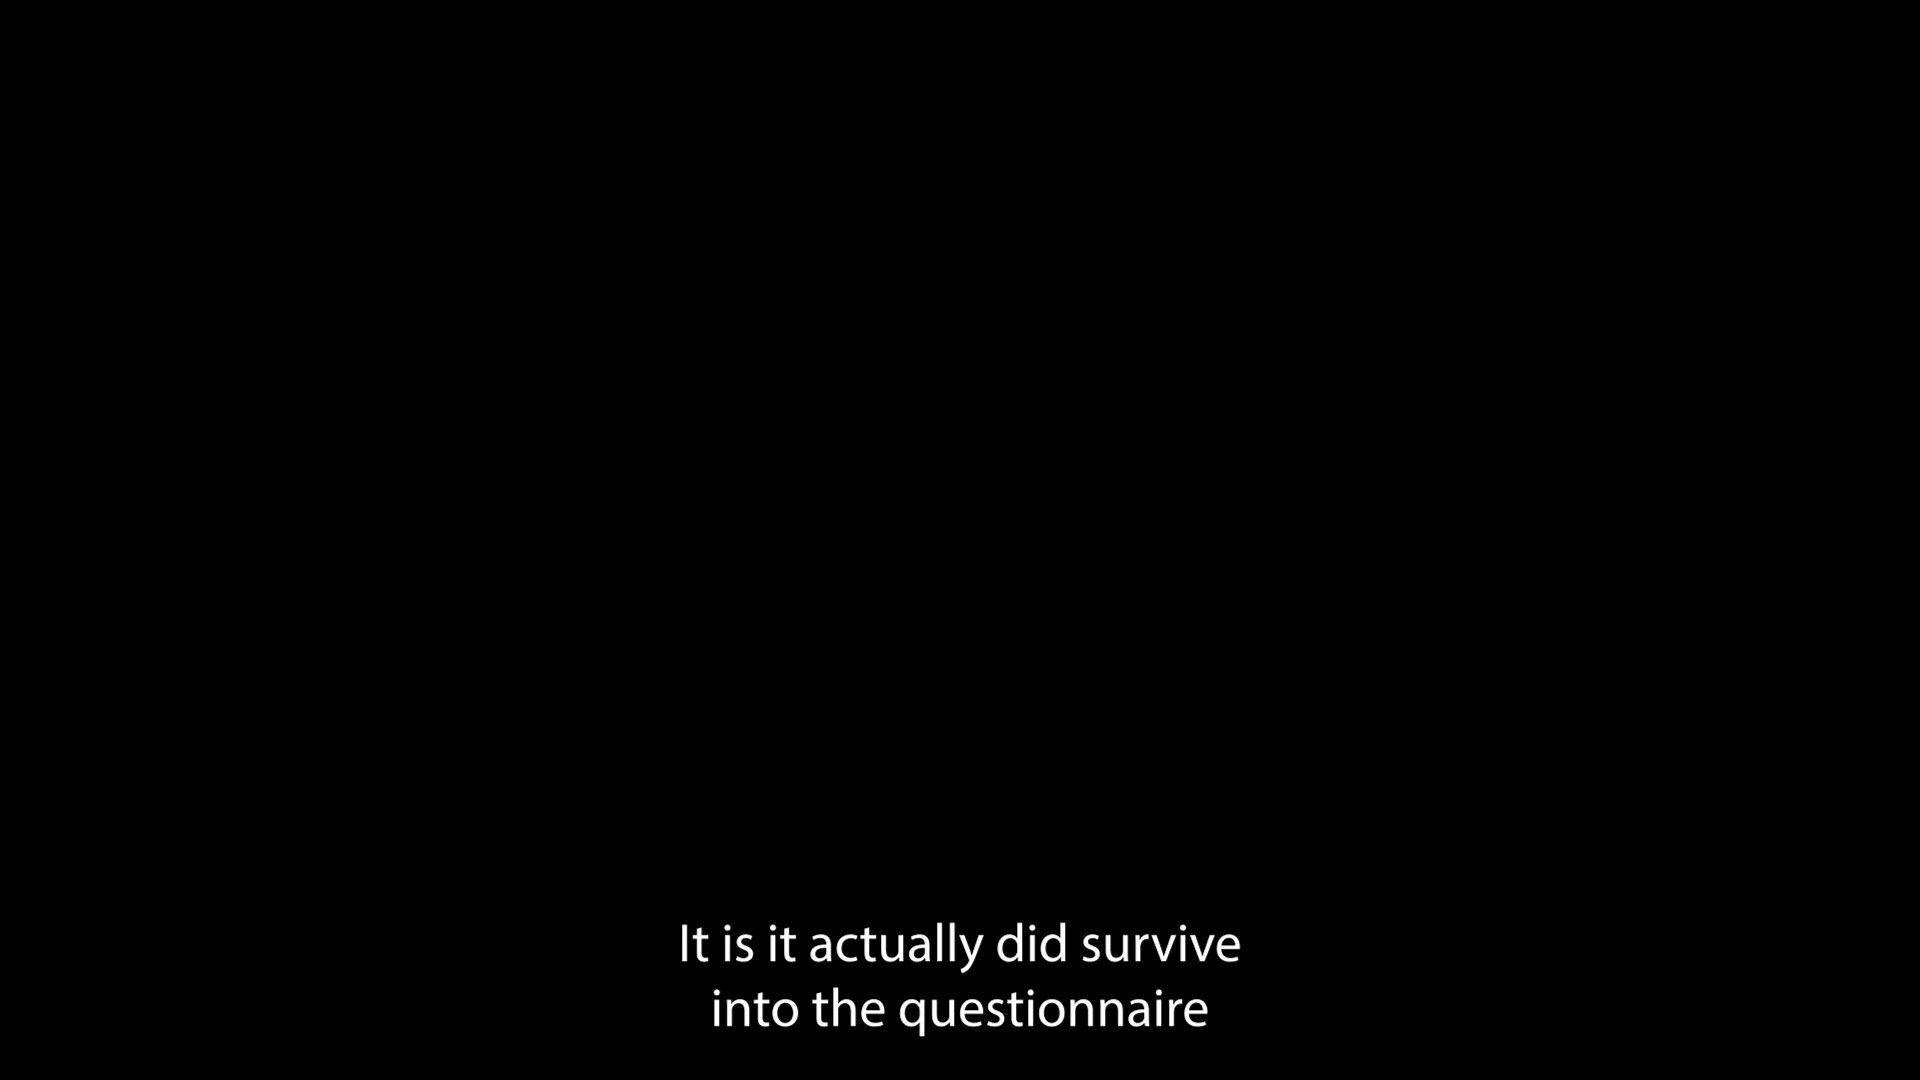 It is it actually did survive
into the questionnaire